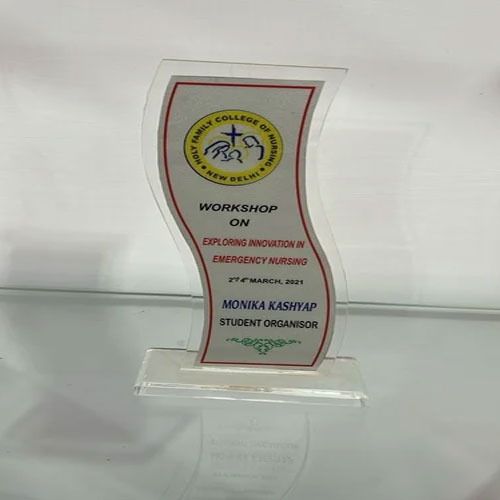 HOLY FAMILY COLLEGE OF NURSING
NEW DELHI
WORKSHOP
ON
EXPLORING INNOVATION IN
EMERGENCY NURSING
2nd 4th MARCH, 2021
MONIKA KASHYAP
STUDENT ORGANISOR